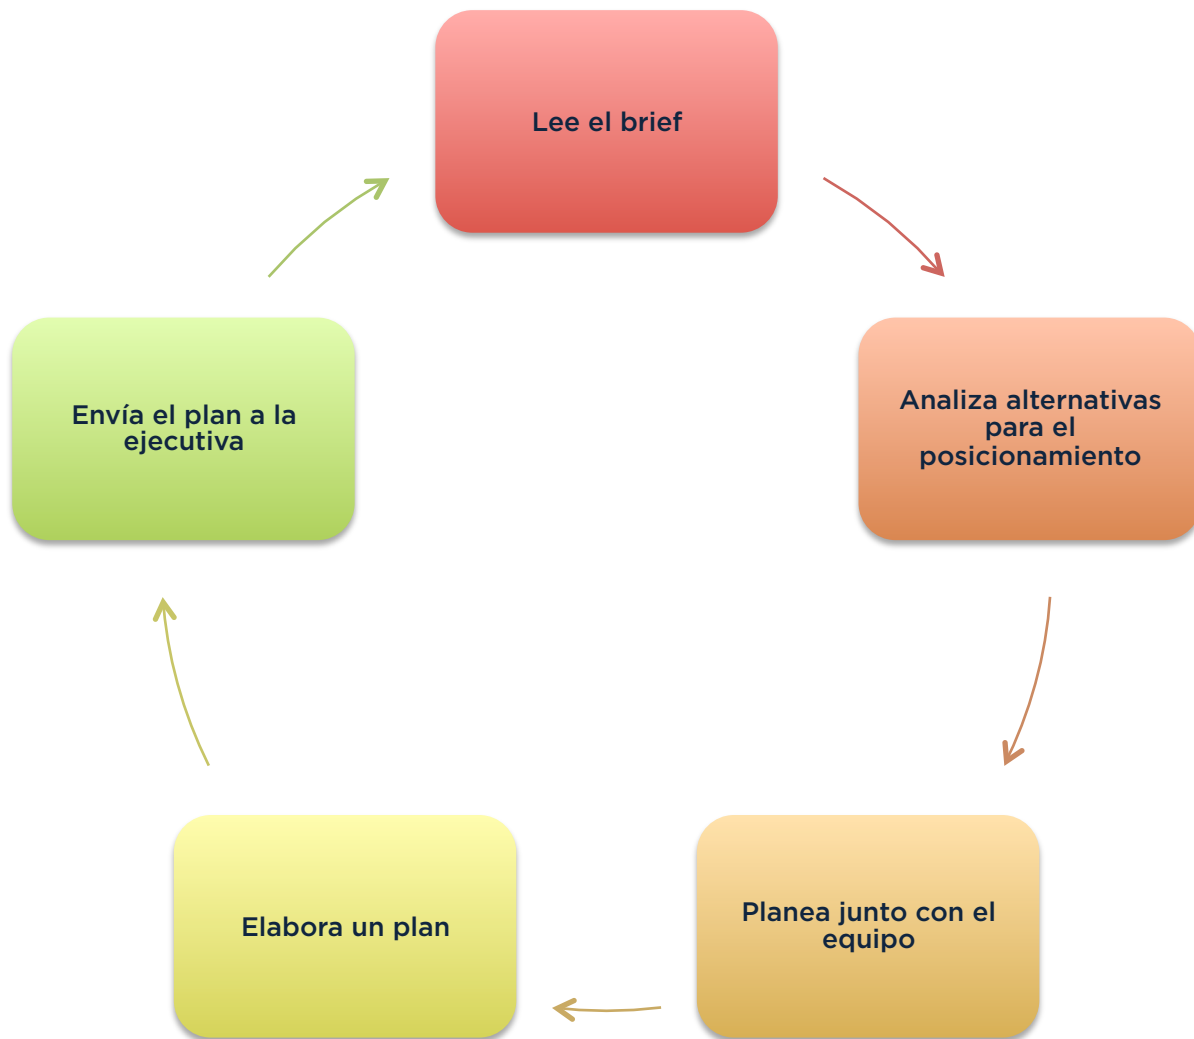 Lee el brief
Analiza alternativas
para el
posicionamiento
Planea junto con el
equipo
Elabora un plan
Envía el plan a la
ejecutiva